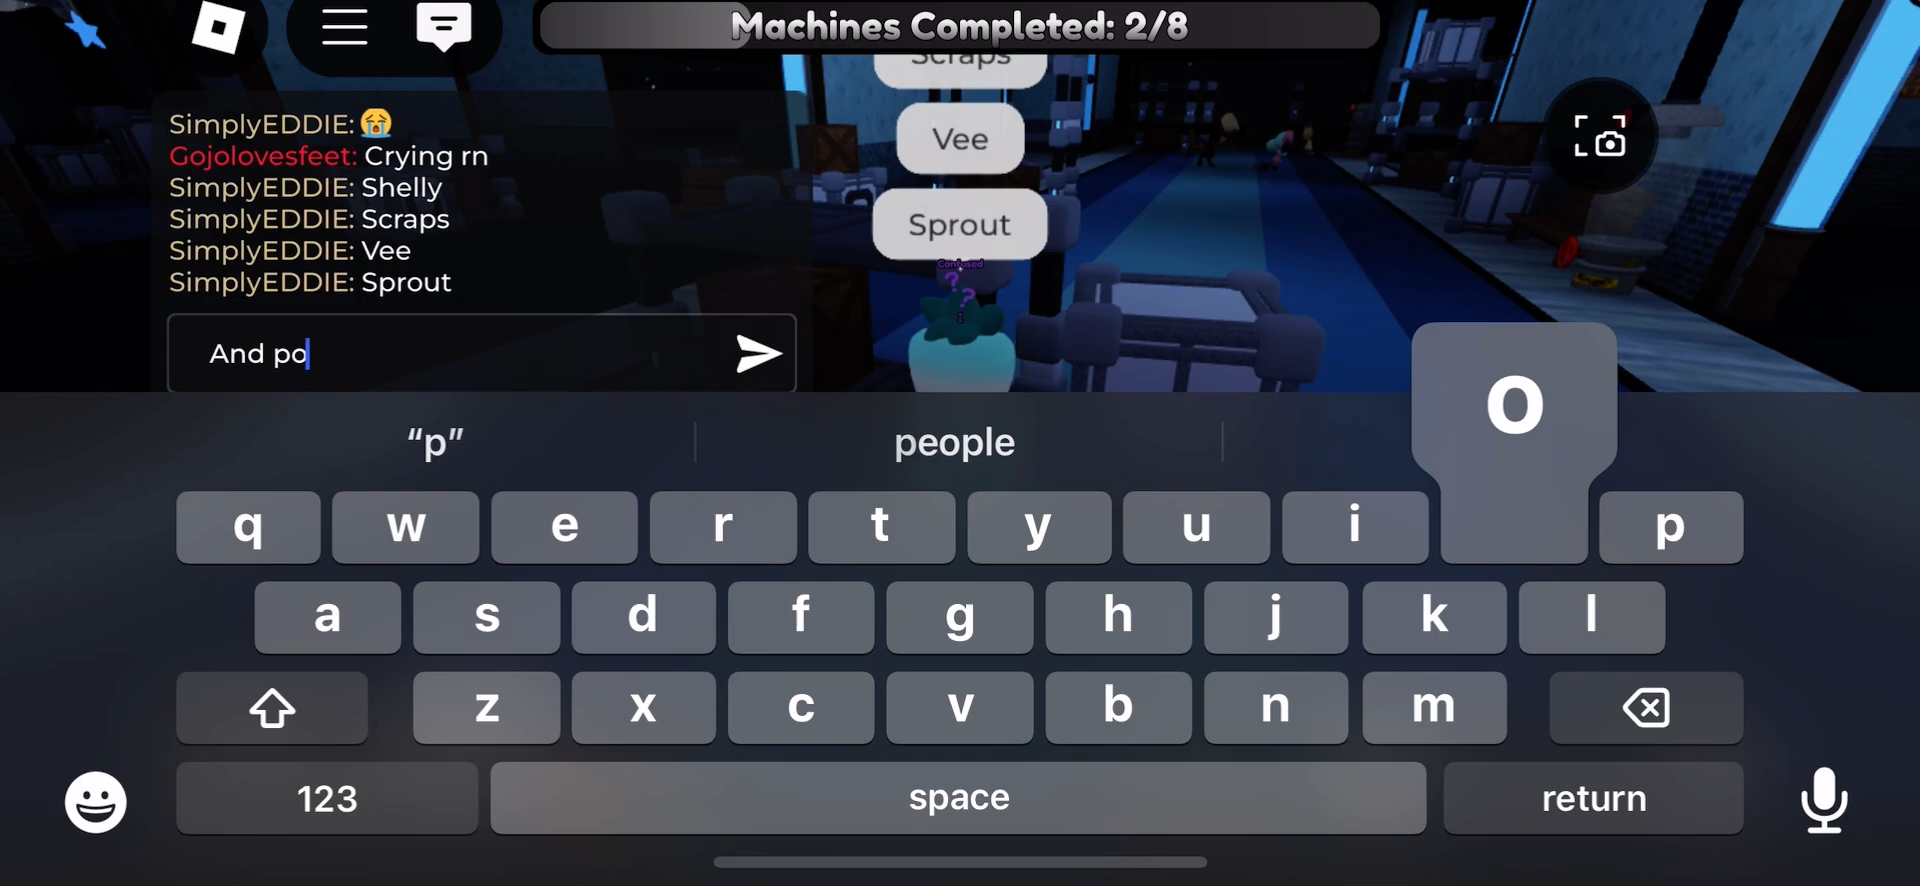 Machines Completed: 2/8
Scraps
Vee
Sprout
Confused
SimplyEDDIE: 😭
Gojolovesfeet: Crying rn
SimplyEDDIE: Shelly
SimplyEDDIE: Scraps
SimplyEDDIE: Vee
SimplyEDDIE: Sprout
And po
“p”
people
o
q w e r t y u i p
a s d f g h j k l
z x c v b n m
123
space
return